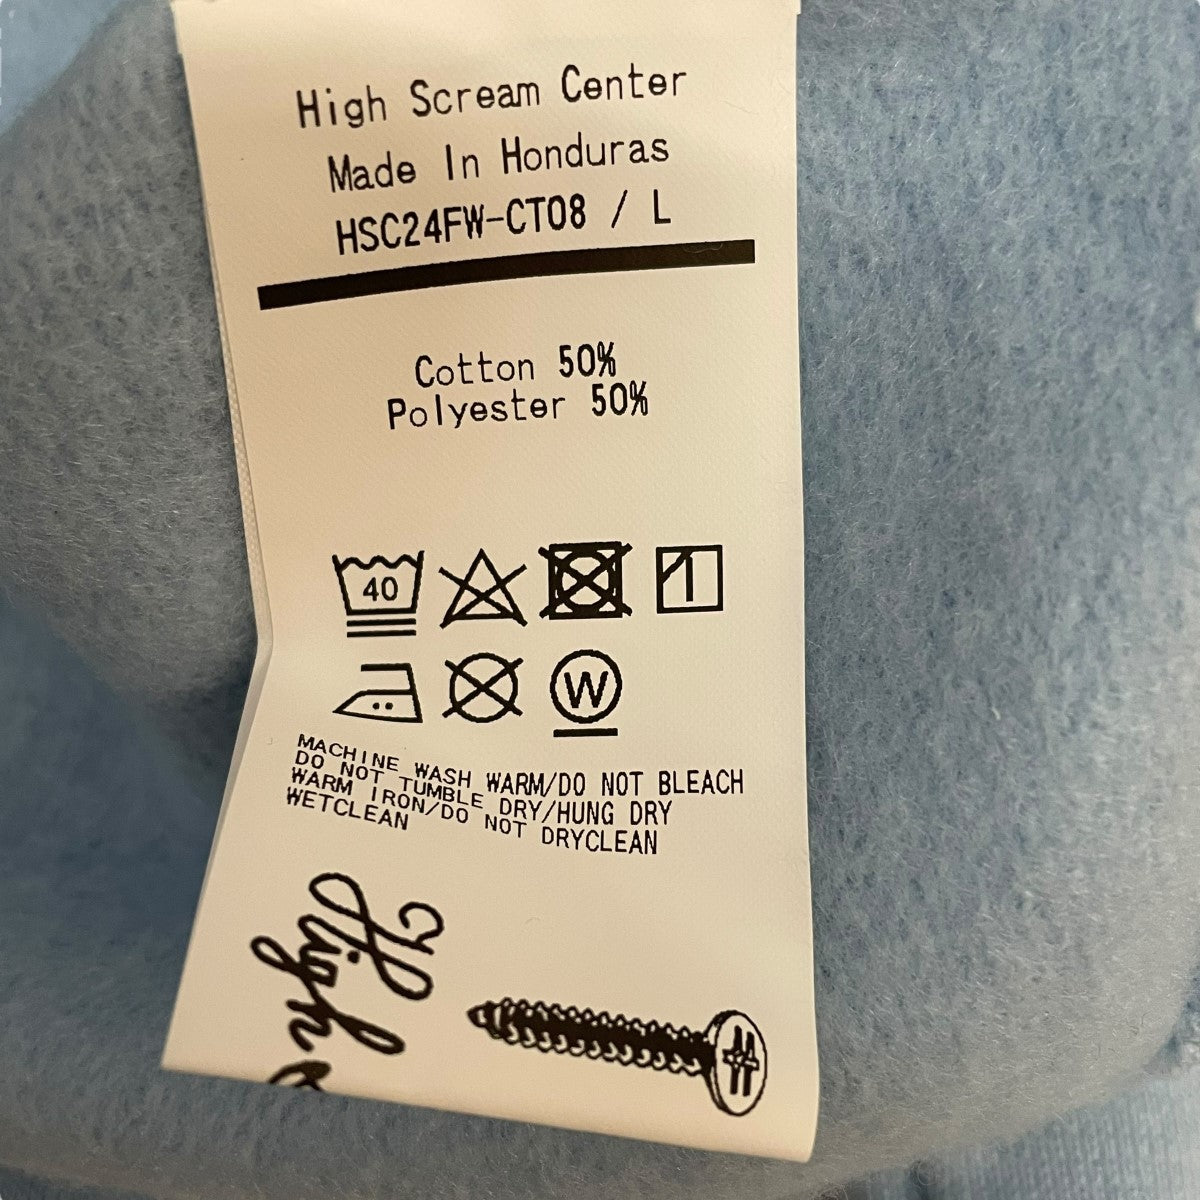 High Scream Center
Made In Honduras
HSC24FW-CT08 / L
Cotton 50%
Polyester 50%
40
W
MACHINE WASH WARM/DO NOT BLEACH
DO NOT TUMBLE DRY/HUNG DRY
WARM IRON/DO NOT DRYCLEAN
WETCLEAN
High